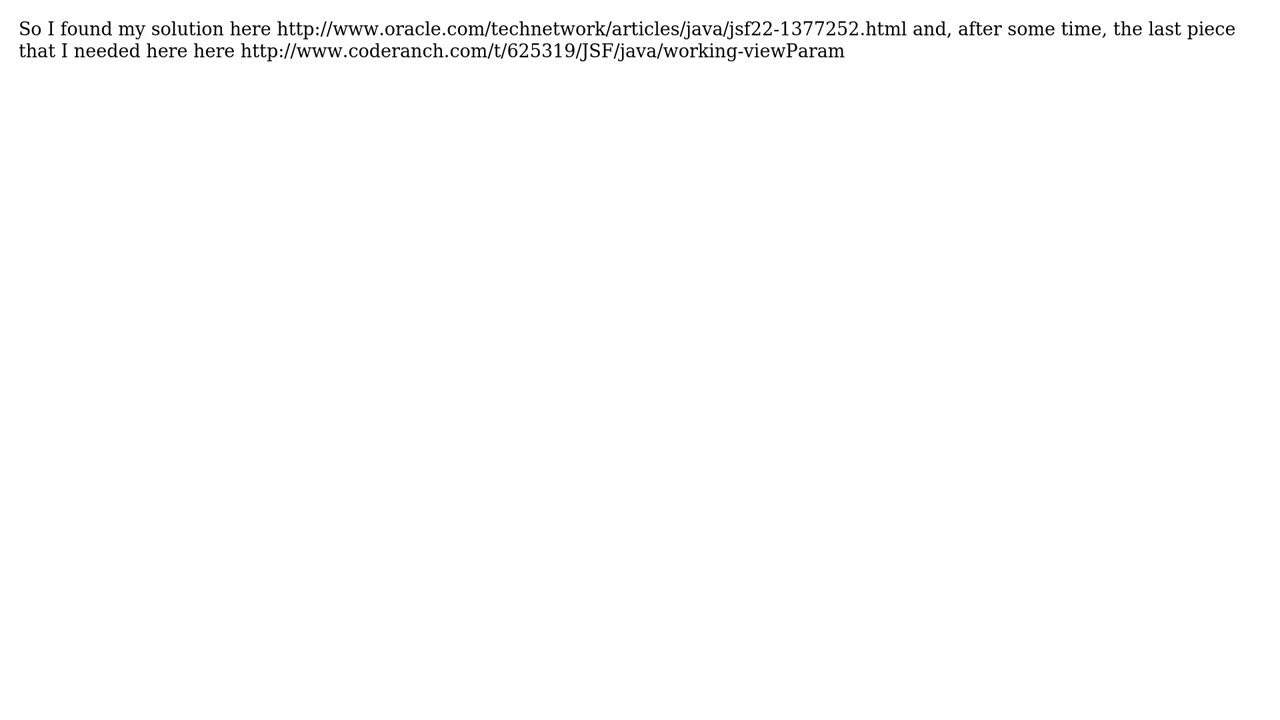 So I found my solution here http://www.oracle.com/technetwork/articles/java/jsf22-1377252.html and, after some time, the last piece
that I needed here here http://www.coderanch.com/t/625319/JSF/java/working-viewParam